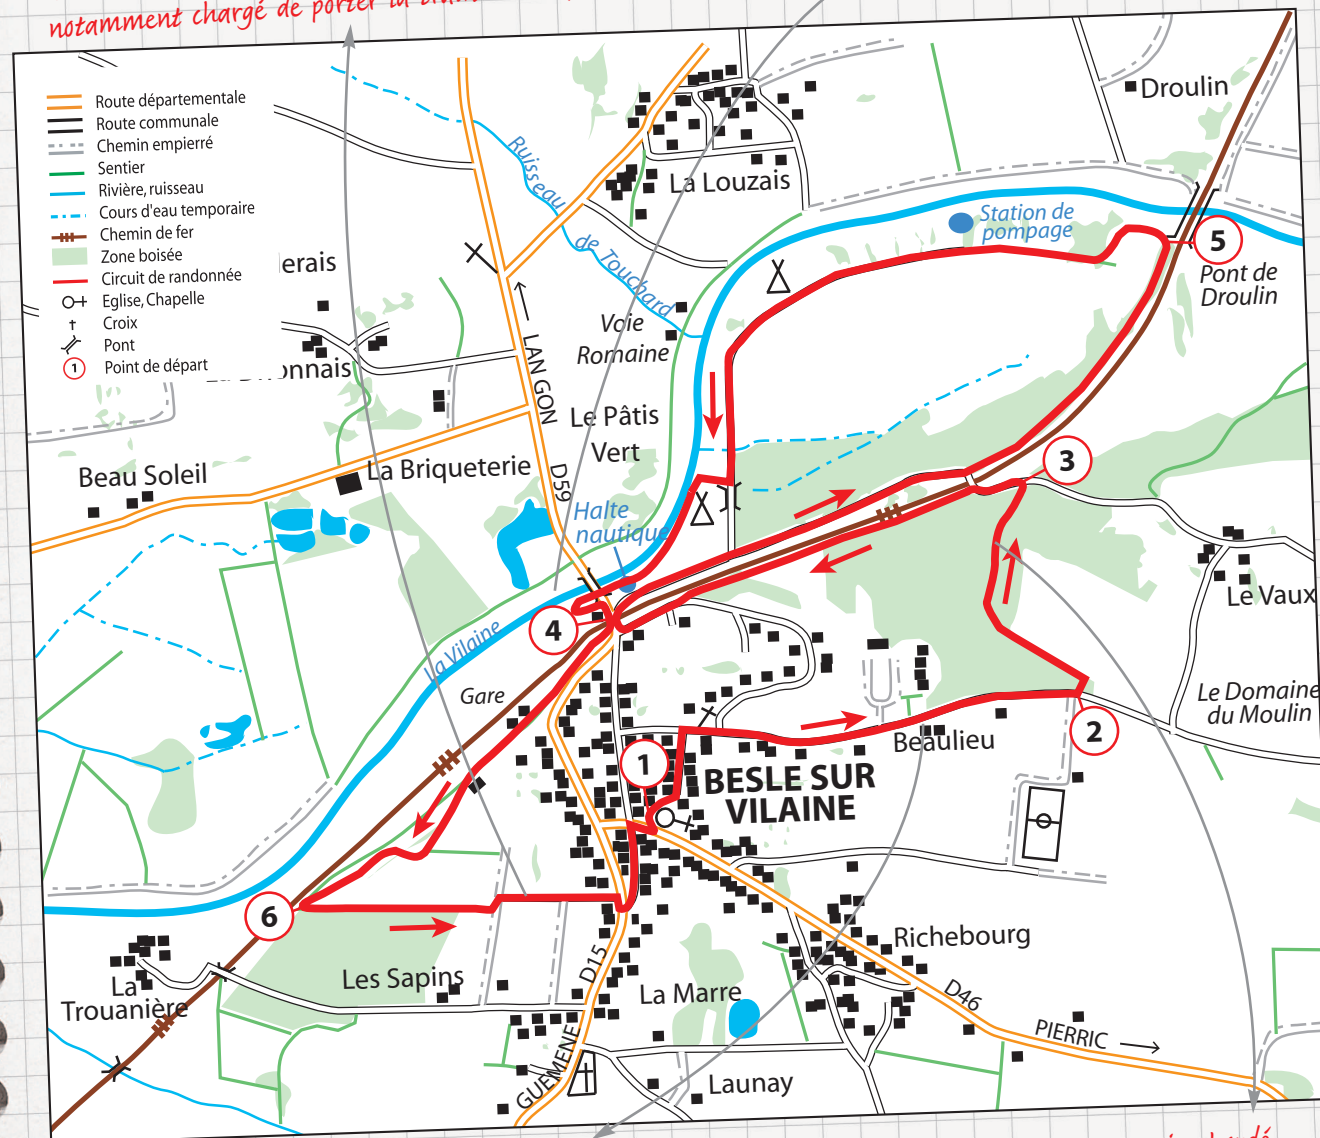 notamment chargé de porter la
Route départementale
Route communale
Chemin empierré
Sentier
Rivière, ruisseau
Cours d'eau temporaire
Chemin de fer
Zone boisée
Circuit de randonnée
Eglise, Chapelle
Croix
Pont
1 Point de départ
Droulin
Ruisseau
de Touchard
La Louzais
Station de
pompage
5
Pont de
Droulin
erais
Voie
Romaine
LANGON
onnais
Le Pâtis
Vert
Beau Soleil
La Briqueterie
D59
3
Halte
nautique
Le Vaux
4
La Vilaine
Gare
Le Domaine
du Moulin
2
Beaulieu
1
BESLE SUR
VILAINE
6
Richebourg
La
Trouanière
Les Sapins
D15
La Marre
D46
PIERRIC
GUEMENE
Launay